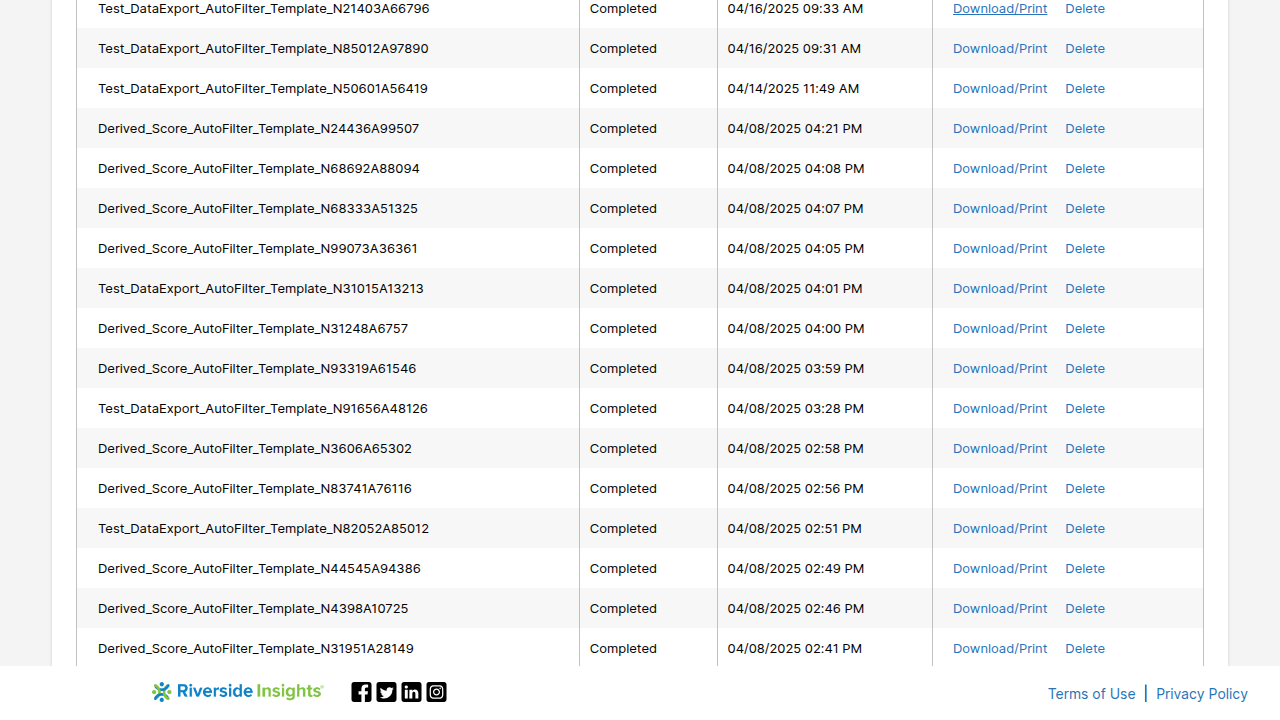 Test_DataExport_AutoFilter_Template_N21403A66796 Completed 04/16/2025 09:33 AM Download/Print Delete
Test_DataExport_AutoFilter_Template_N85012A97890 Completed 04/16/2025 09:31 AM Download/Print Delete
Test_DataExport_AutoFilter_Template_N50601A56419 Completed 04/14/2025 11:49 AM Download/Print Delete
Derived_Score_AutoFilter_Template_N24436A99507 Completed 04/08/2025 04:21 PM Download/Print Delete
Derived_Score_AutoFilter_Template_N68692A88094 Completed 04/08/2025 04:08 PM Download/Print Delete
Derived_Score_AutoFilter_Template_N68333A51325 Completed 04/08/2025 04:07 PM Download/Print Delete
Derived_Score_AutoFilter_Template_N99073A36361 Completed 04/08/2025 04:05 PM Download/Print Delete
Test_DataExport_AutoFilter_Template_N31015A13213 Completed 04/08/2025 04:01 PM Download/Print Delete
Derived_Score_AutoFilter_Template_N31248A6757 Completed 04/08/2025 04:00 PM Download/Print Delete
Derived_Score_AutoFilter_Template_N93319A61546 Completed 04/08/2025 03:59 PM Download/Print Delete
Test_DataExport_AutoFilter_Template_N91656A48126 Completed 04/08/2025 03:28 PM Download/Print Delete
Derived_Score_AutoFilter_Template_N3606A65302 Completed 04/08/2025 02:58 PM Download/Print Delete
Derived_Score_AutoFilter_Template_N83741A76116 Completed 04/08/2025 02:56 PM Download/Print Delete
Test_DataExport_AutoFilter_Template_N82052A85012 Completed 04/08/2025 02:51 PM Download/Print Delete
Derived_Score_AutoFilter_Template_N44545A94386 Completed 04/08/2025 02:49 PM Download/Print Delete
Derived_Score_AutoFilter_Template_N4398A10725 Completed 04/08/2025 02:46 PM Download/Print Delete
Derived_Score_AutoFilter_Template_N31951A28149 Completed 04/08/2025 02:41 PM Download/Print Delete
Riverside Insights Terms of Use | Privacy Policy